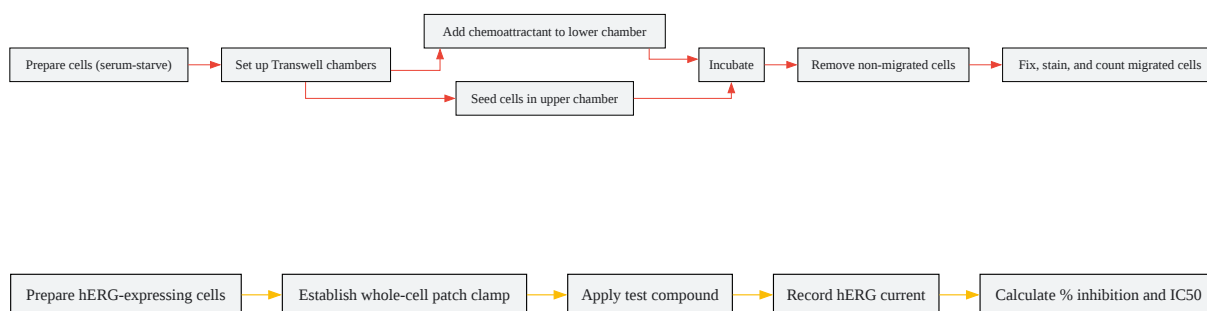 Add chemoattractant to lower chamber
Prepare cells (serum-starve)
Set up Transwell chambers
Incubate
Remove non-migrated cells
Fix, stain, and count migrated cells
Seed cells in upper chamber
Prepare hERG-expressing cells
Establish whole-cell patch clamp
Apply test compound
Record hERG current
Calculate % inhibition and IC50